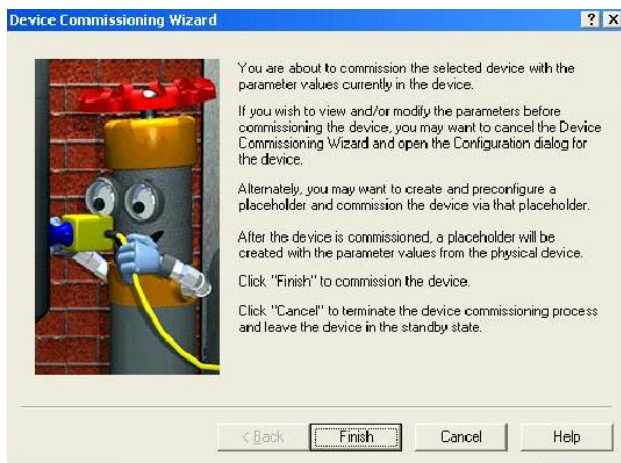 Device Commissioning Wizard
You are about to commission the selected device with the
parameter values currently in the device.
If you wish to view and/or modify the parameters before
commissioning the device, you may want to cancel the Device
Commissioning Wizard and open the Configuration dialog for
the device.
Alternately, you may want to create and preconfigure a
placeholder and commission the device via that placeholder.
After the device is commissioned, a placeholder will be
created with the parameter values from the physical device.
Click "Finish" to commission the device.
Click "Cancel" to terminate the device commissioning process
and leave the device in the standby state.
< Back Finish Cancel Help